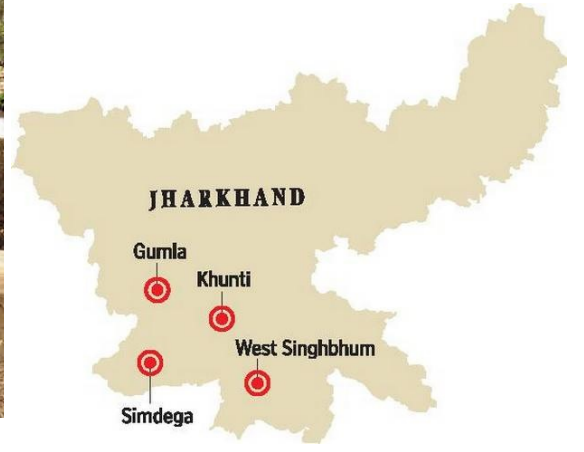 JHARKHAND
Gumla
Khunti
West Singhbhum
Simdega